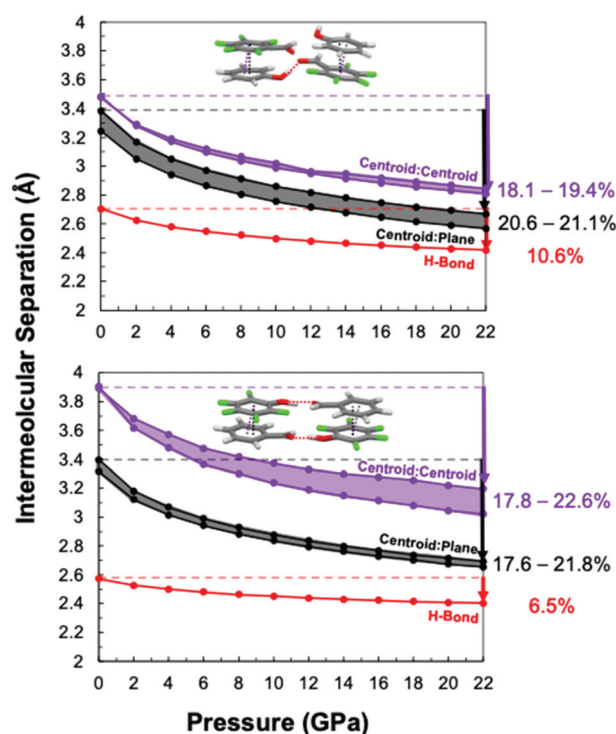 Intermeolcular Separation (Å)
4
3.8
3.6
3.4
3.2
3
2.8
2.6
2.4
2.2
2
Centroid:Centroid
Centroid:Plane
H-Bond
18.1 – 19.4%
20.6 – 21.1%
10.6%
0 2 4 6 8 10 12 14 16 18 20 22
4
3.8
3.6
3.4
3.2
3
2.8
2.6
2.4
2.2
2
Centroid:Centroid
Centroid:Plane
H-Bond
17.8 – 22.6%
17.6 – 21.8%
6.5%
0 2 4 6 8 10 12 14 16 18 20 22
Pressure (GPa)